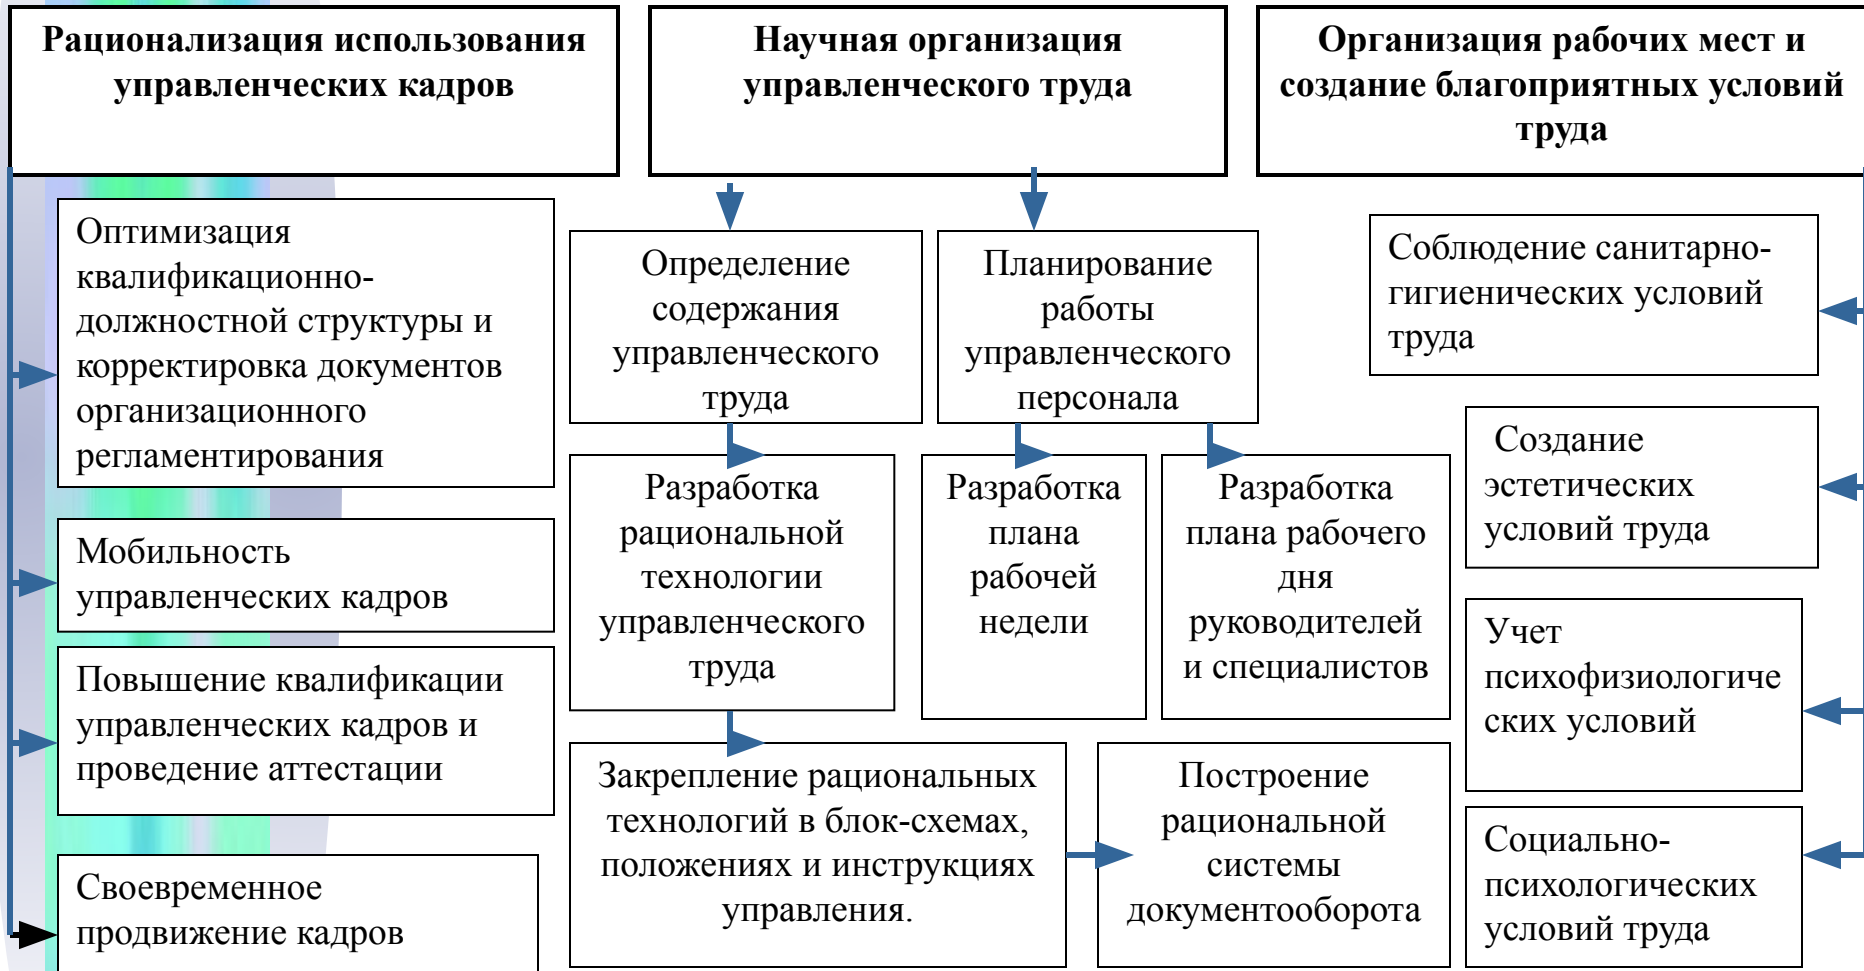 Рационализация использования
управленческих кадров
Научная организация
управленческого труда
Организация рабочих мест и
создание благоприятных условий
труда
Оптимизация
квалификационно-
должностной структуры и
корректировка документов
организационного
регламентирования
Мобильность
управленческих кадров
Повышение квалификации
управленческих кадров и
проведение аттестации
Своевременное
продвижение кадров
Определение
содержания
управленческого
труда
Планирование
работы
управленческого
персонала
Разработка
рациональной
технологии
управленческого
труда
Разработка
плана
рабочей
недели
Разработка
плана рабочего
дня
руководителей
и специалистов
Закрепление рациональных
технологий в блок-схемах,
положениях и инструкциях
управления.
Построение
рациональной
системы
документооборота
Соблюдение санитарно-
гигиенических условий
труда
Создание
эстетических
условий труда
Учет
психофизиологиче
ских условий
Социально-
психологических
условий труда